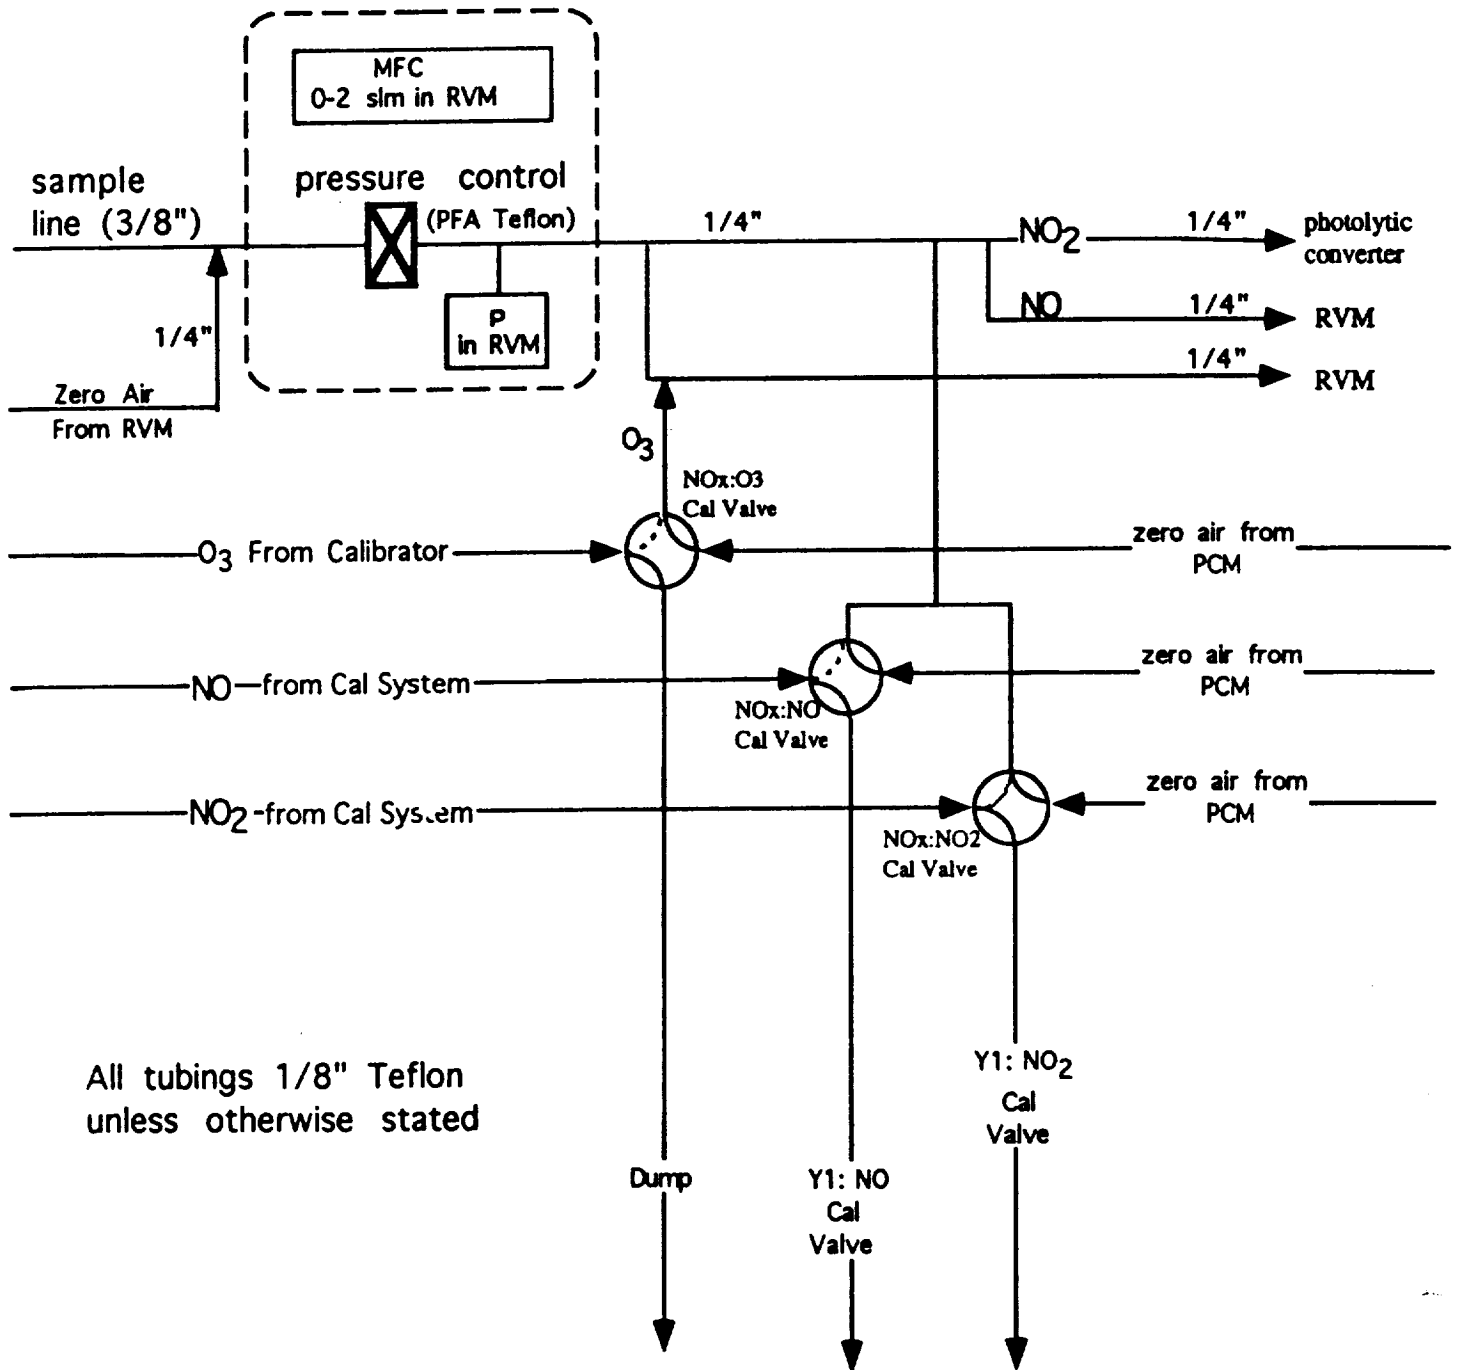 MFC
0-2 slm in RVM
sample
line (3/8")
pressure control
(PFA Teflon)
1/4"
NO2
1/4"
photolytic
converter
P
in RVM
1/4"
NO
1/4"
RVM
1/4"
RVM
Zero Air
From RVM
O3
NOx:O3
Cal Valve
O3 From Calibrator
zero air from
PCM
NO—from Cal System
zero air from
PCM
NOx:NO
Cal Valve
NO2-from Cal System
zero air from
PCM
NOx:NO2
Cal Valve
Y1: NO2
Cal
Valve
All tubings 1/8" Teflon
unless otherwise stated
Dump
Y1: NO
Cal
Valve